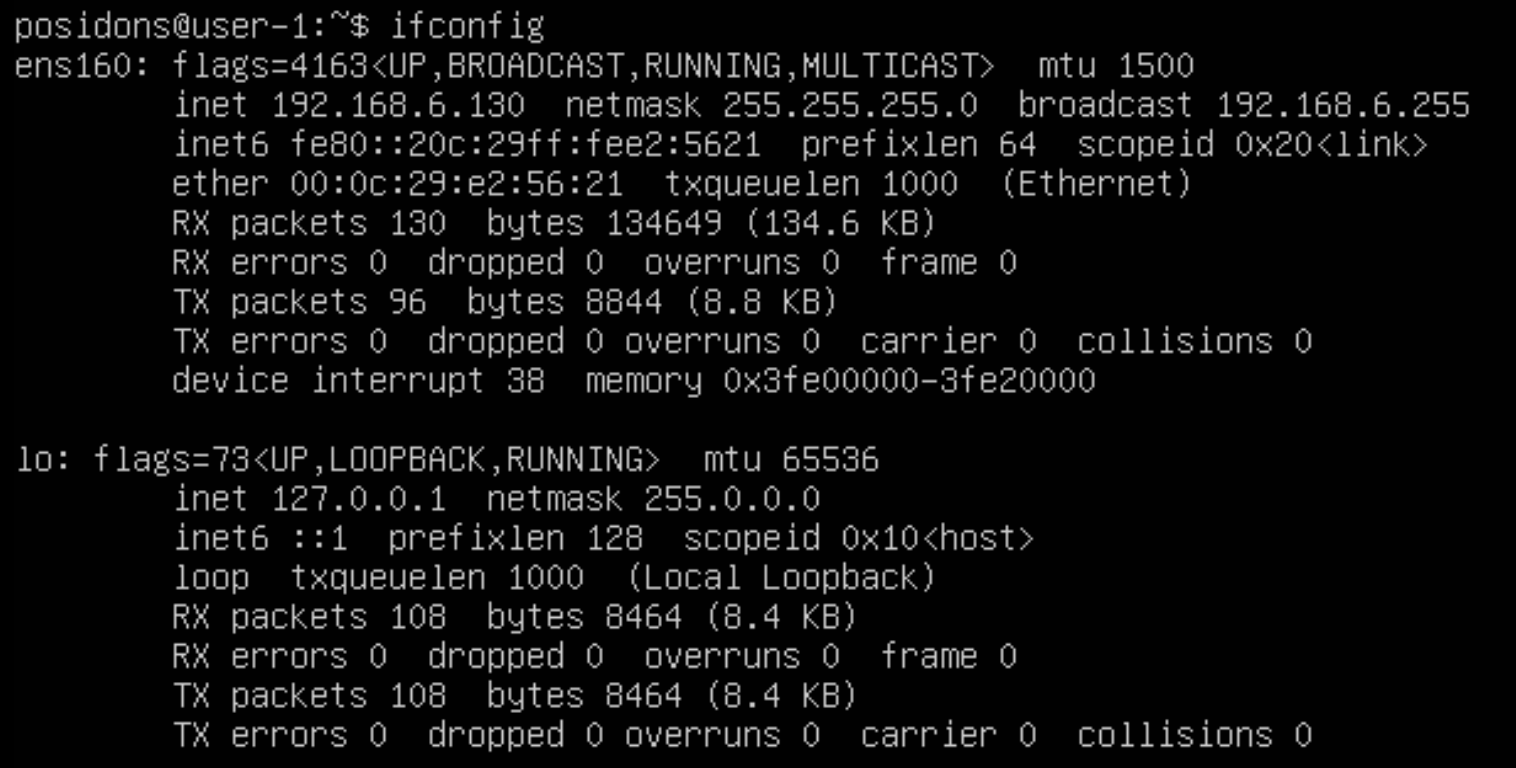 posidons@user-1:~$ ifconfig
ens160: flags=4163<UP,BROADCAST,RUNNING,MULTICAST>  mtu 1500
        inet 192.168.6.130  netmask 255.255.255.0  broadcast 192.168.6.255
        inet6 fe80::20c:29ff:fee2:5621  prefixlen 64  scopeid 0x20<link>
        ether 00:0c:29:e2:56:21  txqueuelen 1000  (Ethernet)
        RX packets 130  bytes 134649 (134.6 KB)
        RX errors 0  dropped 0  overruns 0  frame 0
        TX packets 96  bytes 8844 (8.8 KB)
        TX errors 0  dropped 0 overruns 0  carrier 0  collisions 0
        device interrupt 38  memory 0x3fe00000-3fe20000

lo: flags=73<UP,LOOPBACK,RUNNING>  mtu 65536
        inet 127.0.0.1  netmask 255.0.0.0
        inet6 ::1  prefixlen 128  scopeid 0x10<host>
        loop  txqueuelen 1000  (Local Loopback)
        RX packets 108  bytes 8464 (8.4 KB)
        RX errors 0  dropped 0  overruns 0  frame 0
        TX packets 108  bytes 8464 (8.4 KB)
        TX errors 0  dropped 0 overruns 0  carrier 0  collisions 0